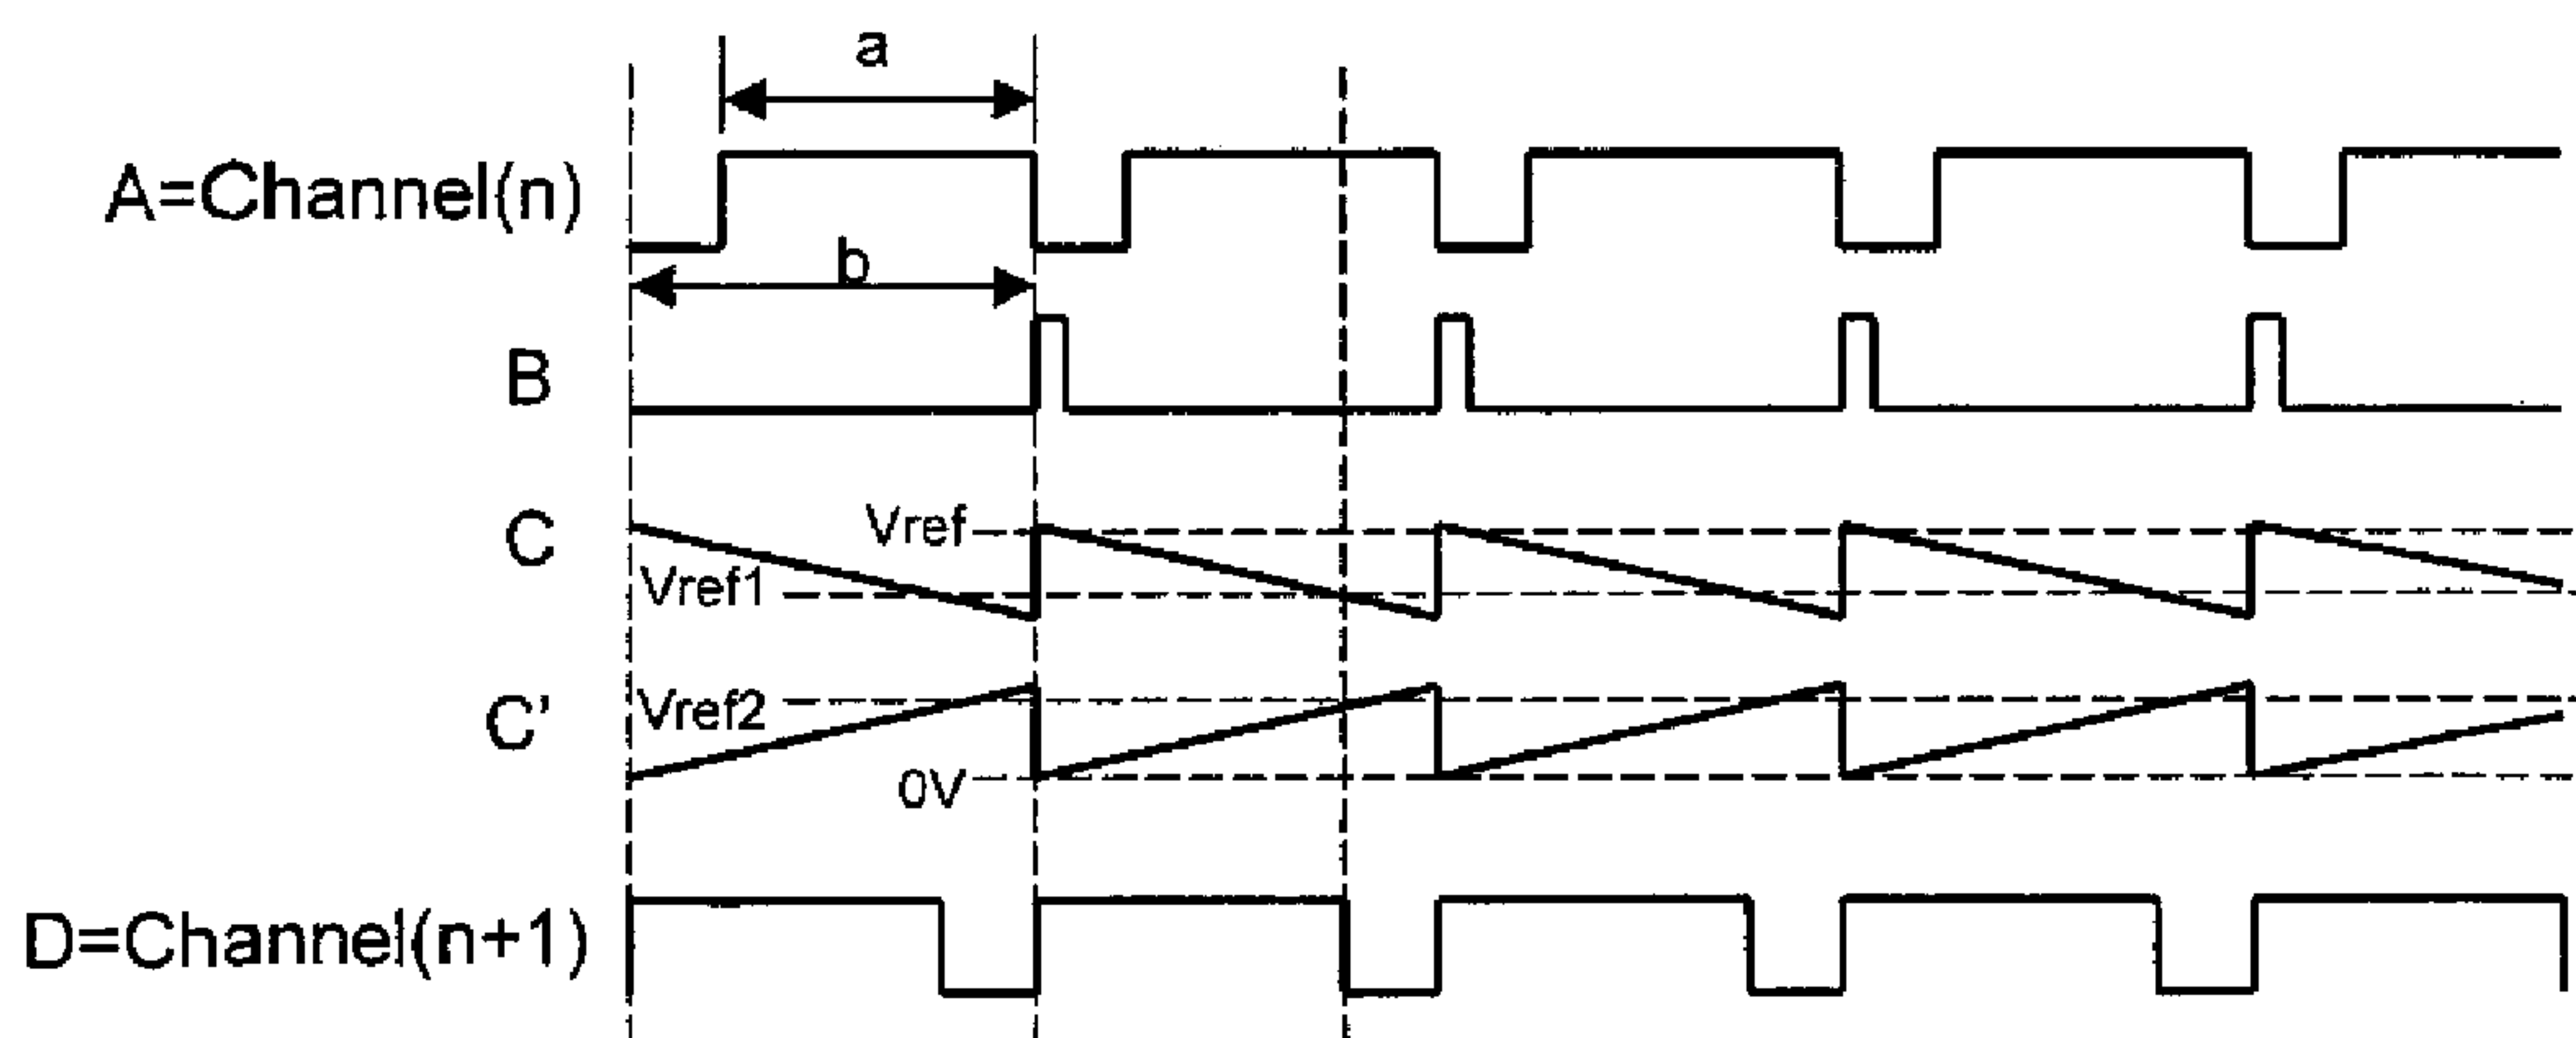 a
A=Channel(n)
b
B
C
Vref
Vref1
C'
Vref2
0V
D=Channel(n+1)